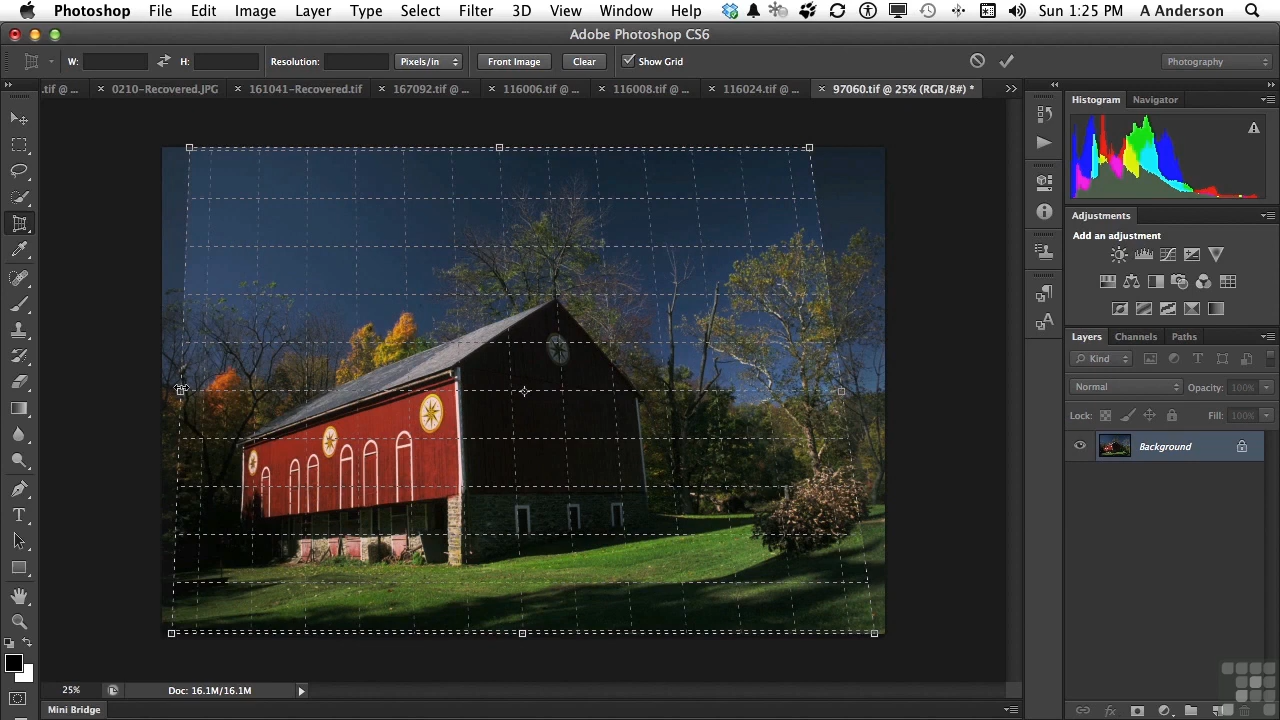 Photoshop File Edit Image Layer Type Select Filter 3D View Window Help Sun 1:25 PM A Anderson
Adobe Photoshop CS6
W: H: Resolution: Pixels/in Front Image Clear Show Grid Photography
.tif @ ... × 0210-Recovered.JPG × 161041-Recovered.tif × 167092.tif @ ... × 116006.tif @ ... × 116008.tif @ ... × 116024.tif @ ... × 97060.tif @ 25% (RGB/8#) *
Histogram Navigator
Adjustments
Add an adjustment
Layers Channels Paths
Kind
Normal Opacity: 100%
Lock: Fill: 100%
Background
25% Doc: 16.1M/16.1M
Mini Bridge